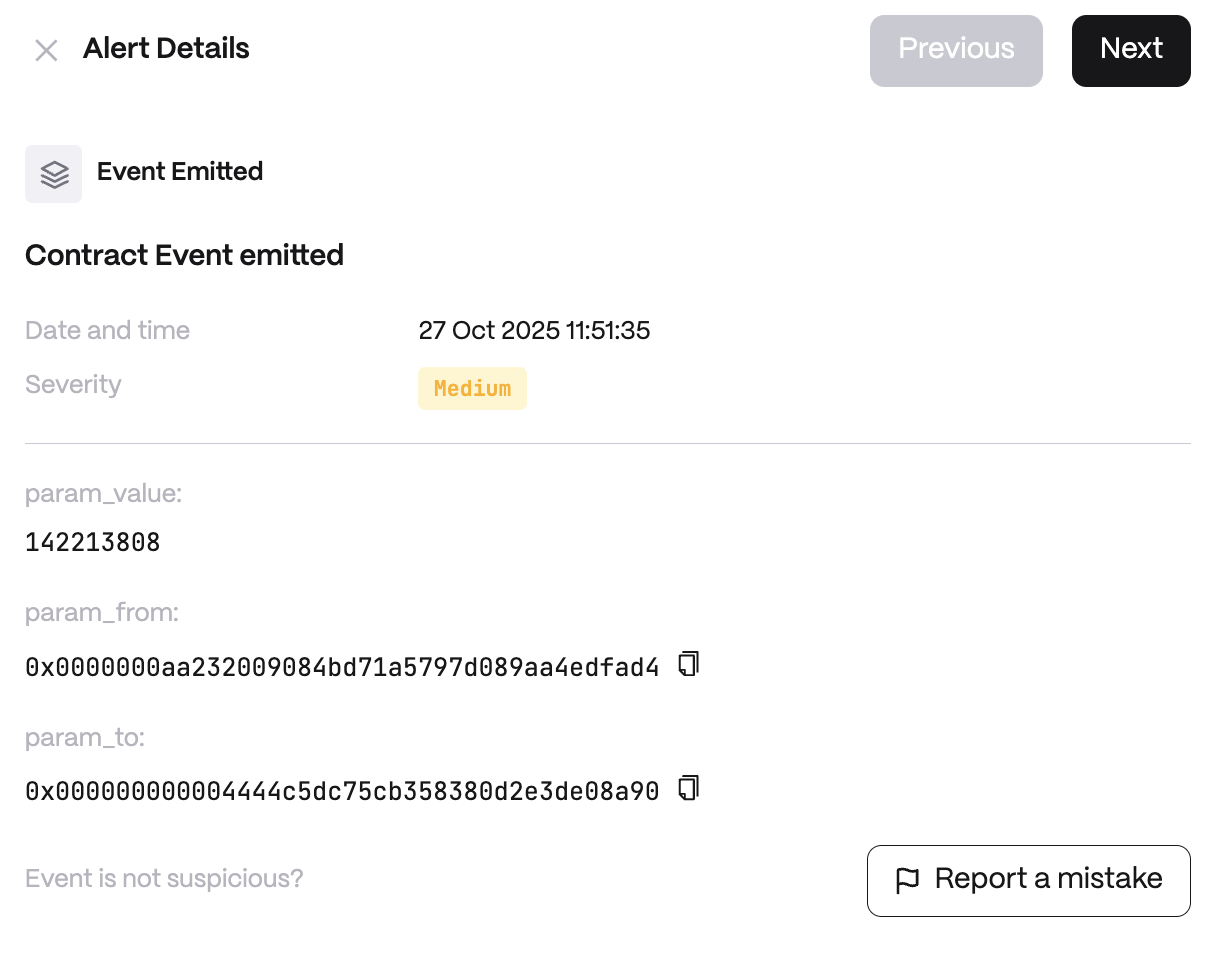 Alert Details
Previous
Next
Event Emitted
Contract Event emitted
Date and time
27 Oct 2025 11:51:35
Severity
Medium
param_value:
142213808
param_from:
0x0000000aa232009084bd71a5797d089aa4edfad4
param_to:
0x000000000004444c5dc75cb358380d2e3de08a90
Event is not suspicious?
Report a mistake